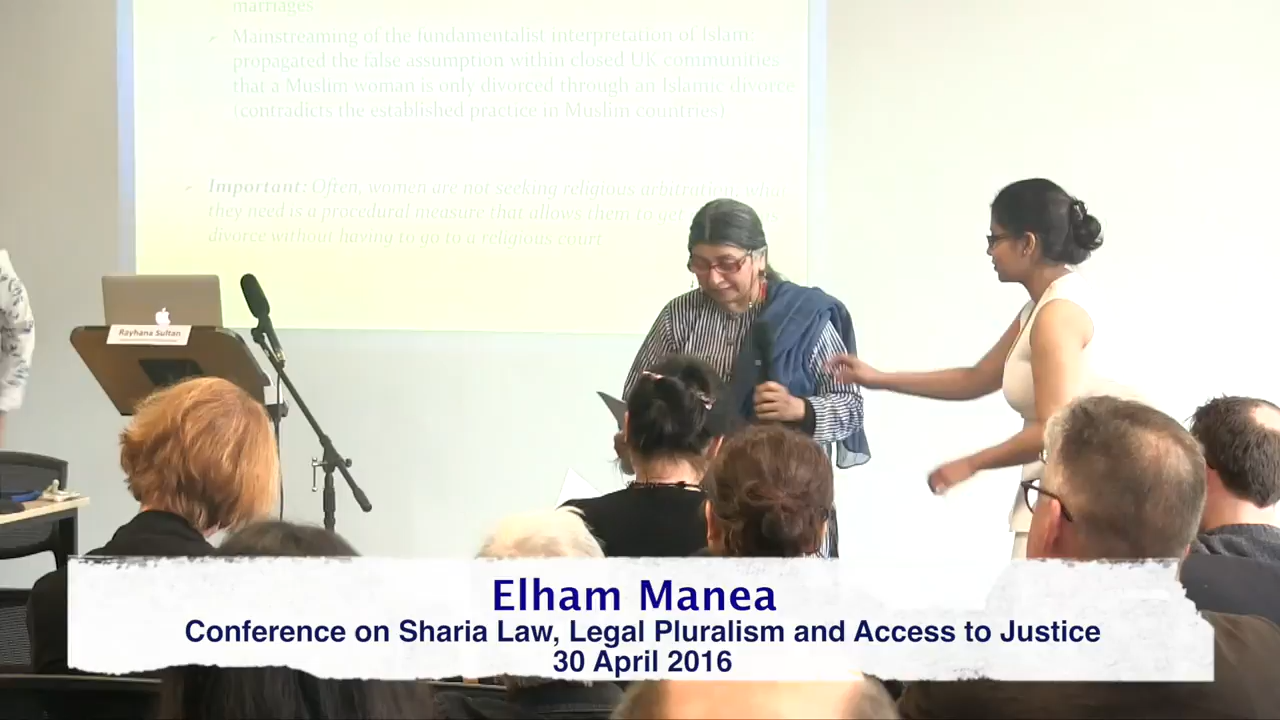 marriages
Mainstreaming of the fundamentalist interpretation of Islam:
propagated the false assumption within closed UK communities
that a Muslim woman is only divorced through an Islamic divorce
(contradicts the established practice in Muslim countries)
Important: Often, women are not seeking religious arbitration,
they need is a procedural measure that allows them to get
divorce without having to go to a religious court
Rayhana Sultan
Elham Manea
Conference on Sharia Law, Legal Pluralism and Access to Justice
30 April 2016